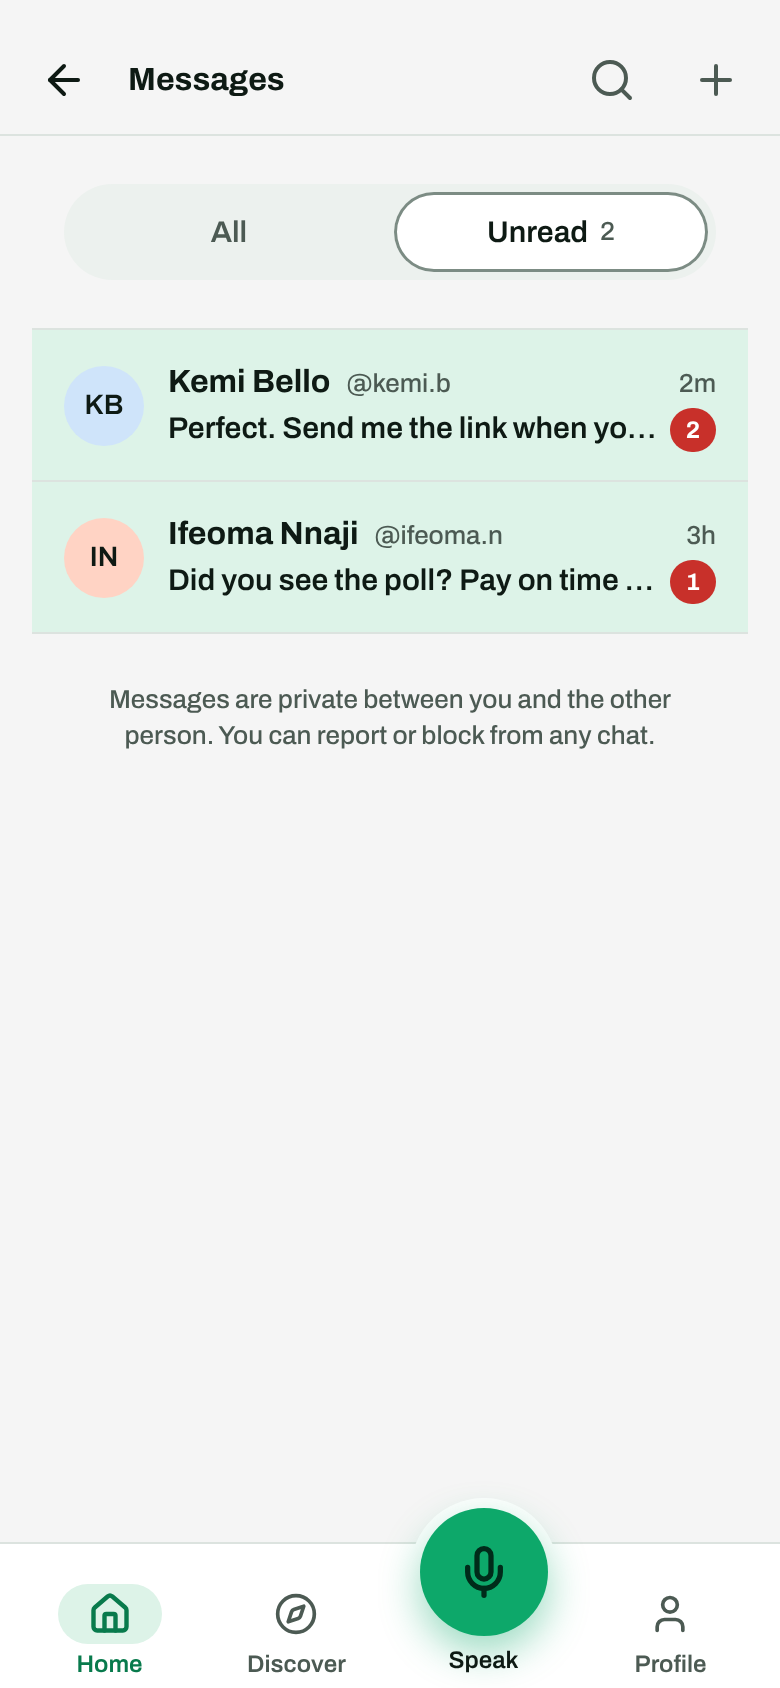 Messages
All
Unread 2
KB
Kemi Bello @kemi.b 2m
Perfect. Send me the link when yo... 2
IN
Ifeoma Nnaji @ifeoma.n 3h
Did you see the poll? Pay on time ... 1
Messages are private between you and the other
person. You can report or block from any chat.
Home
Discover
Speak
Profile